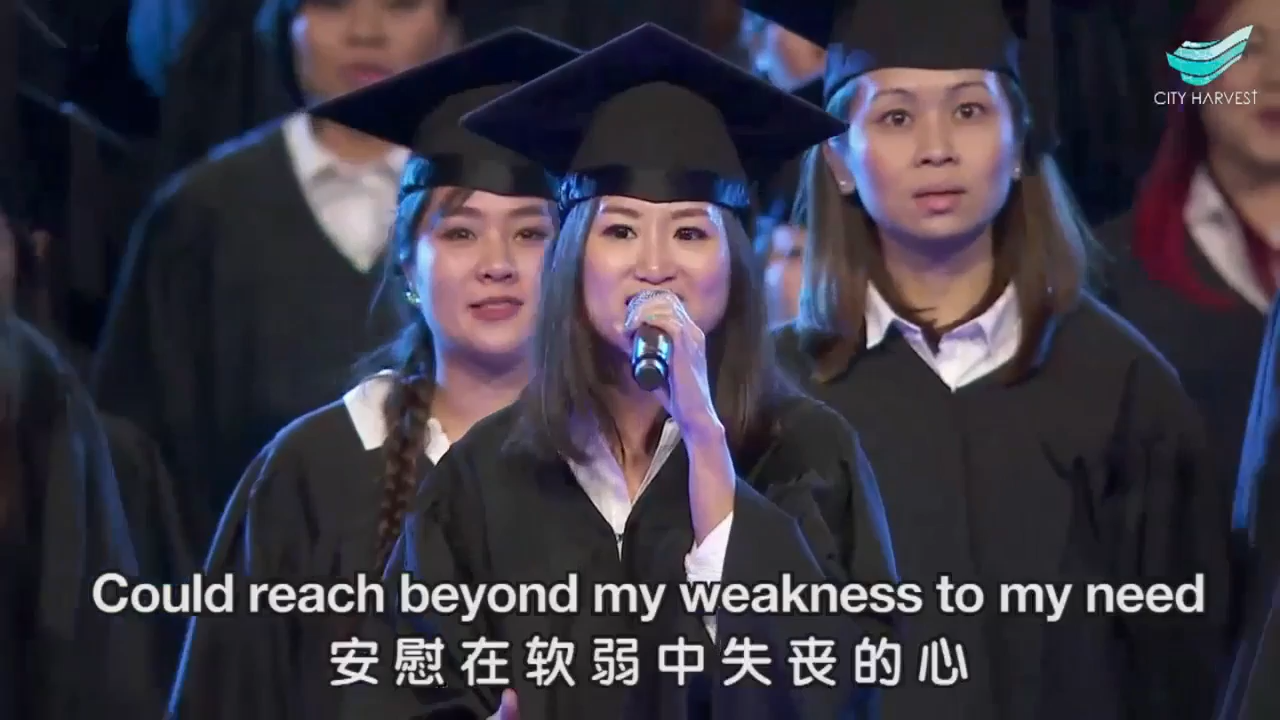 CITY HARVEST
Could reach beyond my weakness to my need
安慰在软弱中失丧的心